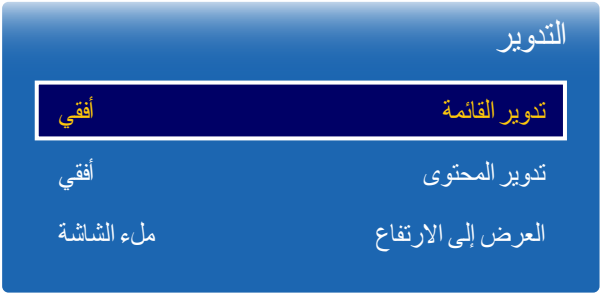 التدوير
تدوير القائمة أفقي
تدوير المحتوى أفقي
العرض إلى الارتفاع ملء الشاشة